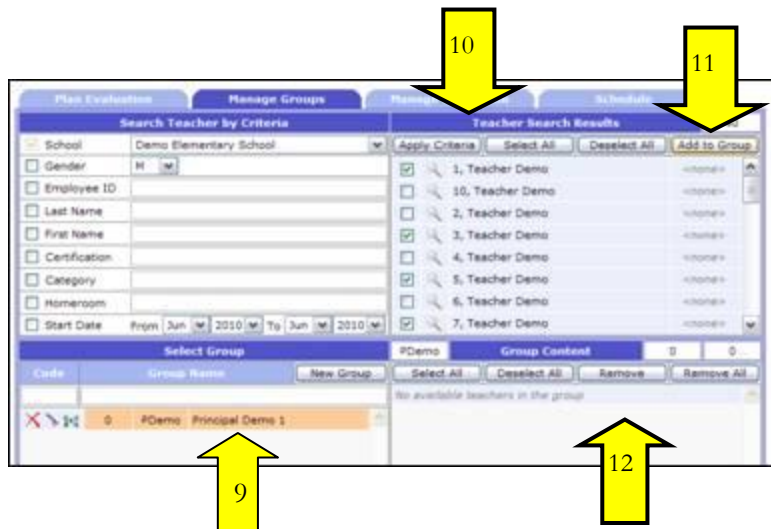 10
11
Plan Evaluation Manage Groups Schedule
Search Teacher by Criteria Teacher Search Results
School Demo Elementary School Apply Criteria Select All Deselect All Add to Group
Gender M 1, Teacher Demo <none>
Employee ID 10, Teacher Demo <none>
Last Name 2, Teacher Demo <none>
First Name 3, Teacher Demo <none>
Certification 4, Teacher Demo <none>
Category 5, Teacher Demo <none>
Homeroom 6, Teacher Demo <none>
Start Date From Jun 2010 To Jun 2010 7, Teacher Demo <none>
Select Group PDemo Group Content 0 0
Code Group Name New Group Select All Deselect All Remove Remove All
No available teachers in the group
0 PDemo Principal Demo 1
9
12